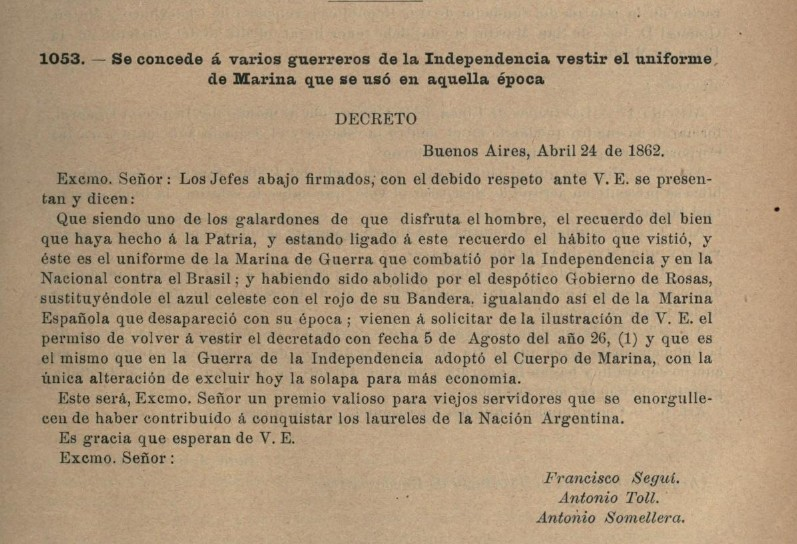 1053. — Se concede á varios guerreros de la Independencia vestir el uniforme
de Marina que se usó en aquella época
DECRETO
Buenos Aires, Abril 24 de 1862.
Excmo. Señor: Los Jefes abajo firmados, con el debido respeto ante V. E. se presen-
tan y dicen:
Que siendo uno de los galardones de que disfruta el hombre, el recuerdo del bien
que haya hecho á la Patria, y estando ligado á este recuerdo el hábito que vistió, y
éste es el uniforme de la Marina de Guerra que combatió por la Independencia y en la
Nacional contra el Brasil; y habiendo sido abolido por el despótico Gobierno de Rosas,
sustituyéndole el azul celeste con el rojo de su Bandera, igualando así el de la Marina
Española que desapareció con su época; vienen á solicitar de la ilustración de V. E. el
permiso de volver á vestir el decretado con fecha 5 de Agosto del año 26, (1) y que es
el mismo que en la Guerra de la Independencia adoptó el Cuerpo de Marina, con la
única alteración de excluir hoy la solapa para más economia.
Este será, Excmo. Señor un premio valioso para viejos servidores que se enorgulle-
cen de haber contribuído á conquistar los laureles de la Nación Argentina.
Es gracia que esperan de V. E.
Excmo. Señor:
Francisco Seguí.
Antonio Toll.
Antonio Somellera.